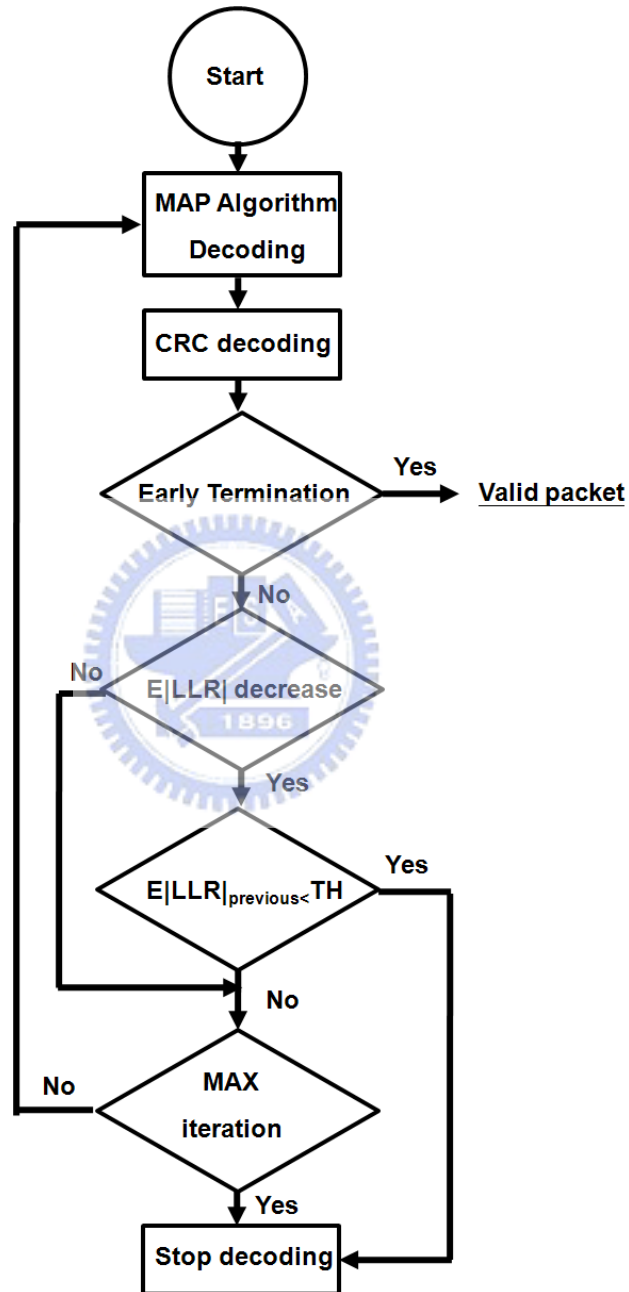 Start
MAP Algorithm
Decoding
CRC decoding
Early Termination
Yes
Valid packet
No
No
E|LLR| decrease
1896
Yes
E|LLR|previous<TH
Yes
No
No
MAX
iteration
Yes
Stop decoding